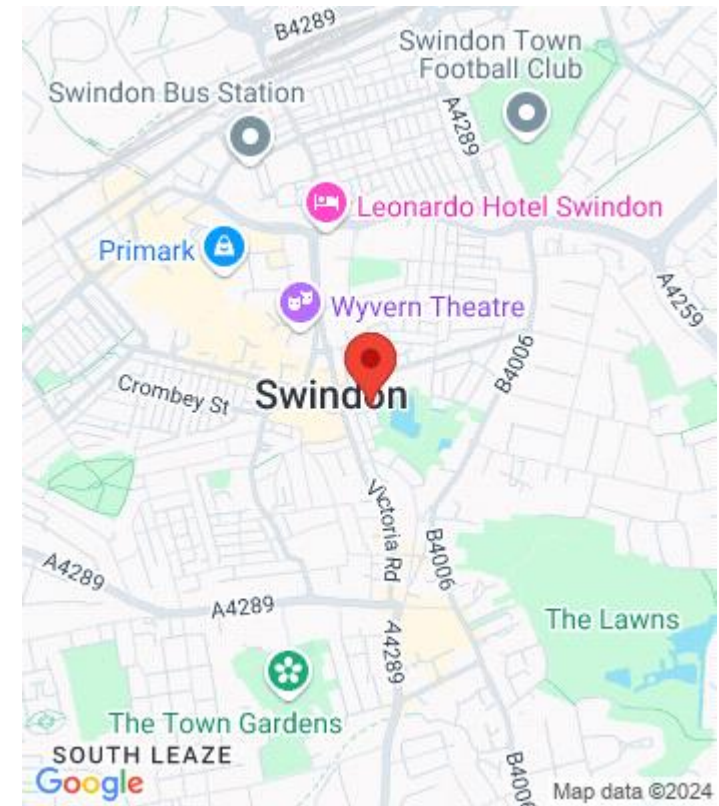 B4289
Swindon Town
Football Club
Swindon Bus Station
A4289
Leonardo Hotel Swindon
Primark
A4259
Wyvern Theatre
B4006
Crombey St
Swindon
Victoria Rd
B4006
A4289
A4289
The Lawns
A4289
The Town Gardens
SOUTH LEAZE
B4006
Google
Map data ©2024